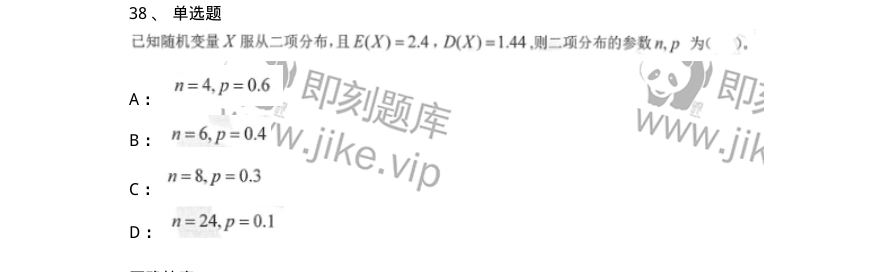 38 、 单选题
已知随机变量 X 服从二项分布,且 E(X)=2.4 , D(X)=1.44 ,则二项分布的参数 n, p 为( )。
A： n=4, p=0.6
B： n=6, p=0.4
C： n=8, p=0.3
D： n=24, p=0.1
即刻题库
w.jike.vip
即刻
www.jik